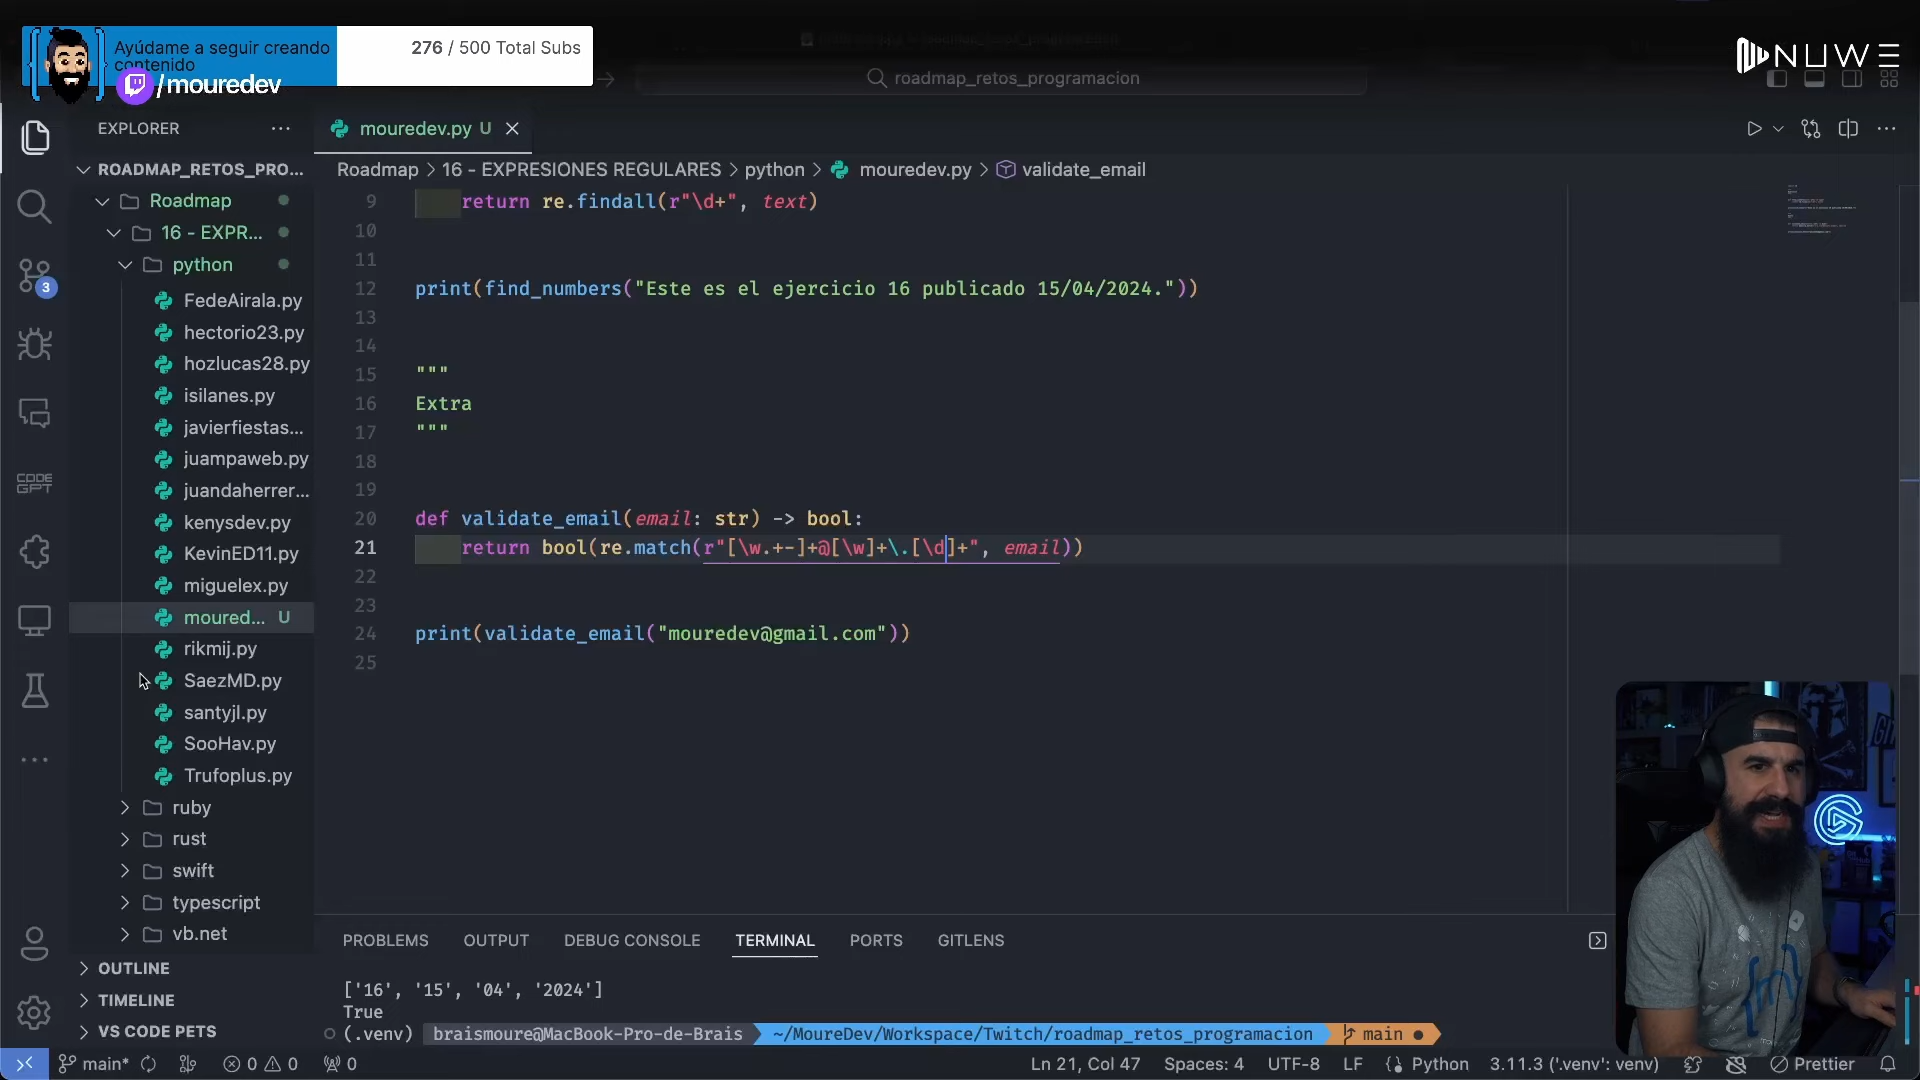 Ayúdame a seguir creando
contenido
/mouredev
276 / 500 Total Subs
roadmap_retos_programacion
NUWE
EXPLORER
mouredev.py U
ROADMAP_RETOS_PRO...
Roadmap > 16 - EXPRESIONES REGULARES > python > mouredev.py > validate_email
Roadmap
16 - EXPR...
python
FedeAirala.py
hectorio23.py
hozlucas28.py
isilanes.py
javierfiestas...
juampaweb.py
juandaherrer...
kenysdev.py
KevinED11.py
miguelex.py
moured... U
rikmij.py
SaezMD.py
santyjl.py
SooHav.py
Trufoplus.py
ruby
rust
swift
typescript
vb.net
OUTLINE
TIMELINE
VS CODE PETS
3
CODE
GPT
9 return re.findall(r"\d+", text)
10
11
12 print(find_numbers("Este es el ejercicio 16 publicado 15/04/2024."))
13
14
15 """
16 Extra
17 """
18
19
20 def validate_email(email: str) -> bool:
21 return bool(re.match(r"[\w.+-]+@[\w]+\.[\d]+", email))
22
23
24 print(validate_email("mouredev@gmail.com"))
25
PROBLEMS OUTPUT DEBUG CONSOLE TERMINAL PORTS GITLENS
['16', '15', '04', '2024']
True
(.venv) braismoure@MacBook-Pro-de-Brais ~/MoureDev/Workspace/Twitch/roadmap_retos_programacion main
main* 0 0 0 Ln 21, Col 47 Spaces: 4 UTF-8 LF {} Python 3.11.3 ('.venv': venv) Prettier